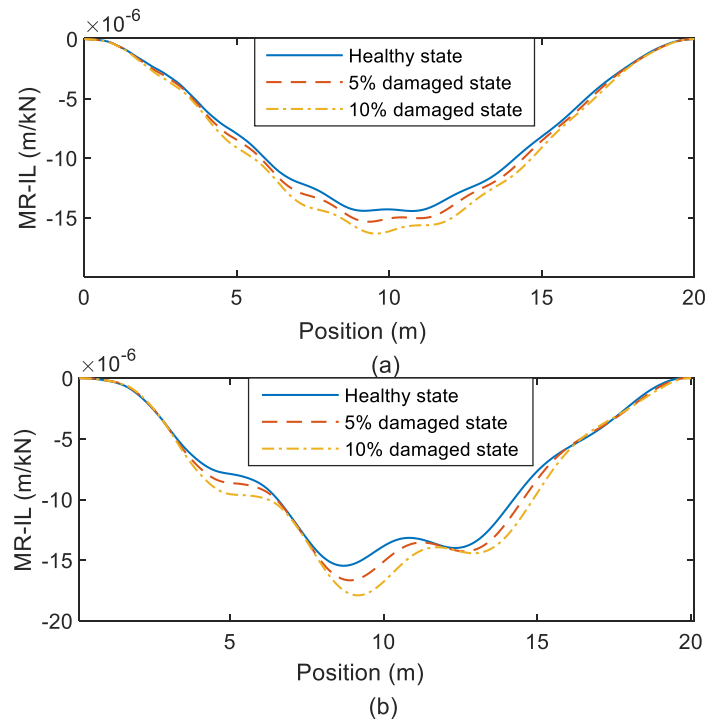 ×10-6
0
-5
-10
-15
MR-IL (m/kN)
Healthy state
5% damaged state
10% damaged state
0 5 10 15 20
Position (m)
(a)
×10-6
0
-5
-10
-15
-20
MR-IL (m/kN)
Healthy state
5% damaged state
10% damaged state
5 10 15 20
Position (m)
(b)